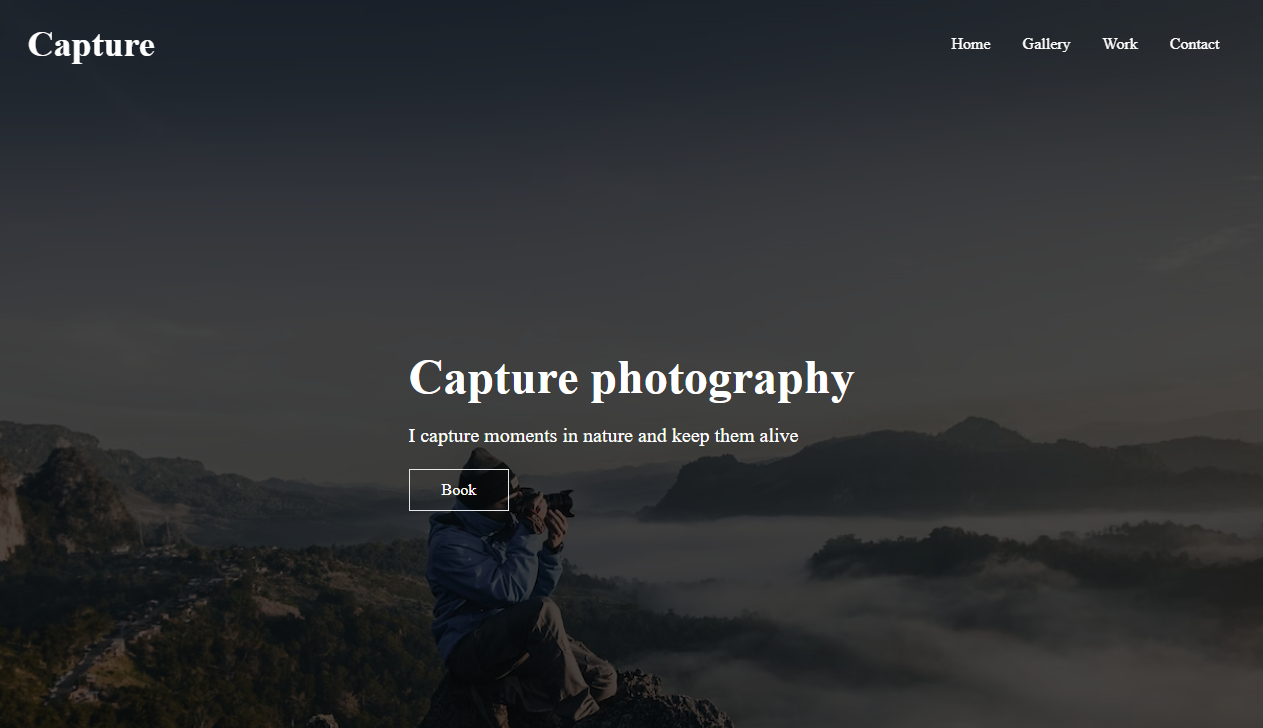 Capture
Home Gallery Work Contact
Capture photography
I capture moments in nature and keep them alive
Book